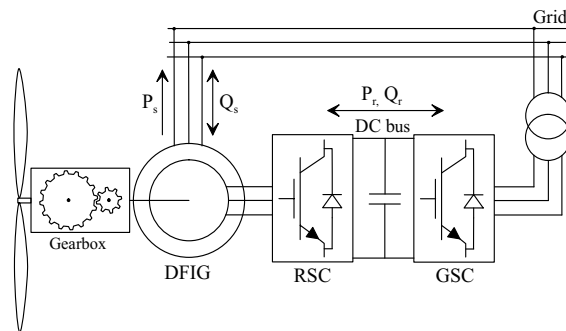 Grid
Pₛ
Qₛ
Pᵣ, Qᵣ
DC bus
Gearbox
DFIG
RSC
GSC